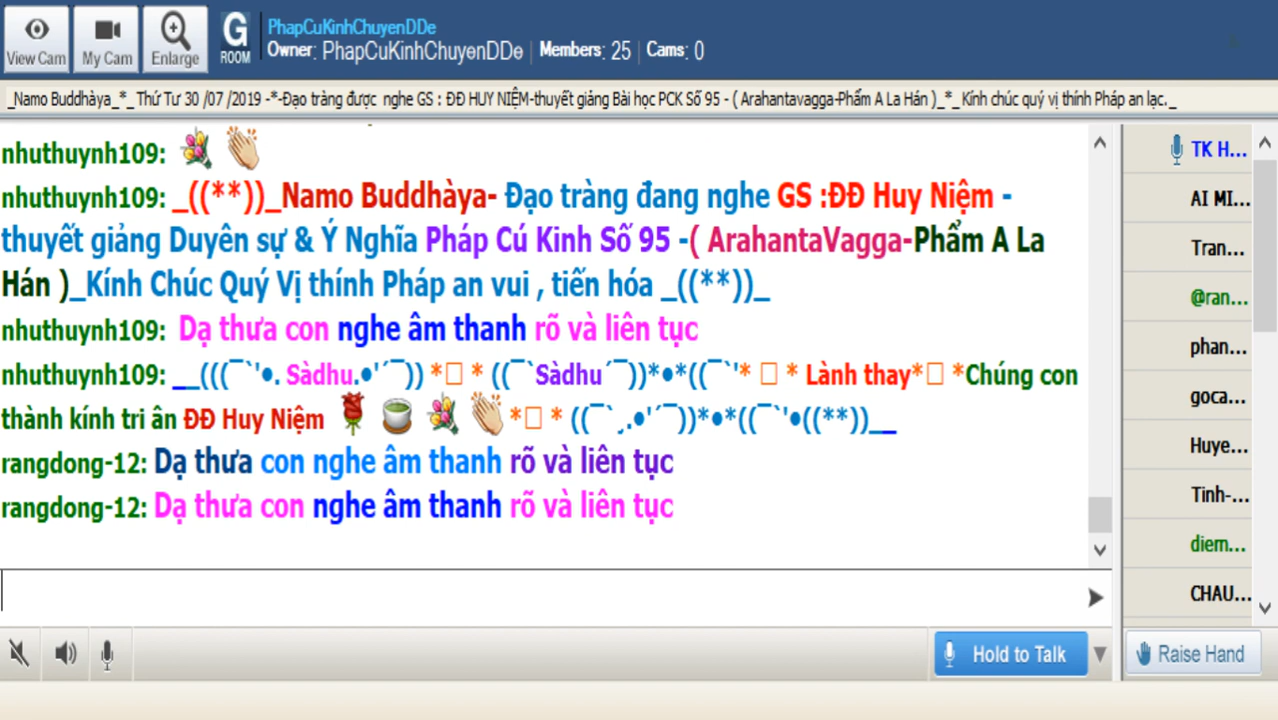 View Cam
My Cam
Enlarge
G
ROOM
PhapCuKinhChuyenDDe
Owner: PhapCuKinhChuyenDDe | Members: 25 | Cams: 0
_Namo Buddhàya_*_ Thứ Tư 30 /07 /2019 -*-Đạo tràng được nghe GS : ĐĐ HUY NIỆM-thuyết giảng Bài học PCK Số 95 - ( Arahantavagga-Phẩm A La Hán )_*_ Kính chúc quý vị thính Pháp an lạc._
nhuthuynh109:
nhuthuynh109: _((**))_Namo Buddhàya- Đạo tràng đang nghe GS :ĐĐ Huy Niệm -
thuyết giảng Duyên sự & Ý Nghĩa Pháp Cú Kinh Số 95 -( ArahantaVagga-Phẩm A La
Hán )_Kính Chúc Quý Vị thính Pháp an vui , tiến hóa _((**))_
nhuthuynh109: Dạ thưa con nghe âm thanh rõ và liên tục
nhuthuynh109: __(((¯`'•. Sàdhu.•'´¯)) *▯ * ((¯`Sàdhu´¯))*•*((¯`'* ▯ * Lành thay*▯ *Chúng con
thành kính tri ân ĐĐ Huy Niệm *▯ * ((¯`¸.•'´¯))*•*((¯`'•((**))__
rangdong-12: Dạ thưa con nghe âm thanh rõ và liên tục
rangdong-12: Dạ thưa con nghe âm thanh rõ và liên tục
TK H...
AI MI...
Tran...
@ran...
phan...
goca...
Huye...
Tinh-...
diem...
CHAU...
Hold to Talk
Raise Hand